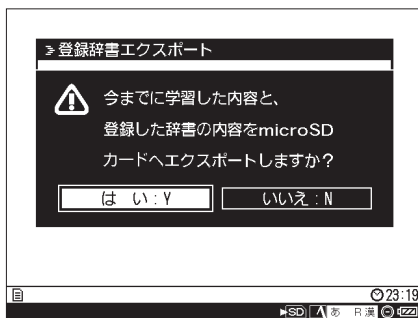 登録辞書エクスポート
今までに学習した内容と、
登録した辞書の内容をmicroSD
カードへエクスポートしますか?
は い:Y いいえ:N
23:19
SD あ R漢